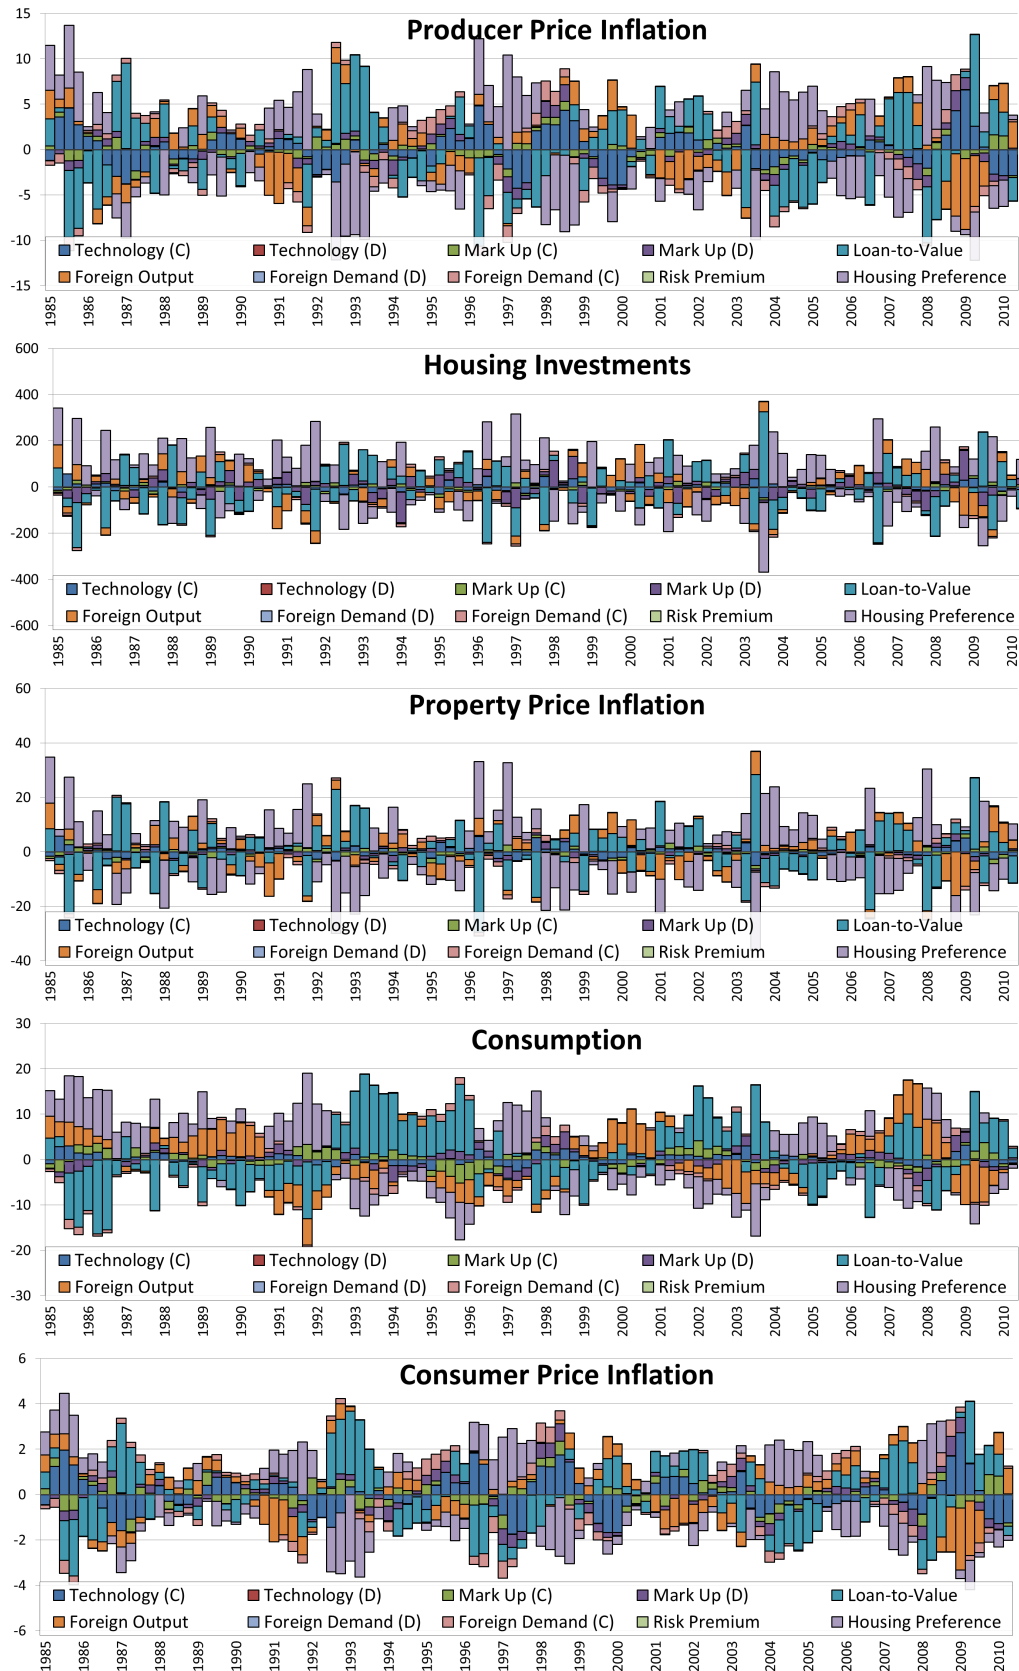 Producer Price Inflation
15
10
5
0
-5
-10
-15
Technology (C) Technology (D) Mark Up (C) Mark Up (D) Loan-to-Value
Foreign Output Foreign Demand (D) Foreign Demand (C) Risk Premium Housing Preference
1985 1986 1987 1988 1989 1990 1991 1992 1993 1994 1995 1996 1997 1998 1999 2000 2001 2002 2003 2004 2005 2006 2007 2008 2009 2010
Housing Investments
600
400
200
0
-200
-400
-600
Technology (C) Technology (D) Mark Up (C) Mark Up (D) Loan-to-Value
Foreign Output Foreign Demand (D) Foreign Demand (C) Risk Premium Housing Preference
1985 1986 1987 1988 1989 1990 1991 1992 1993 1994 1995 1996 1997 1998 1999 2000 2001 2002 2003 2004 2005 2006 2007 2008 2009 2010
Property Price Inflation
60
40
20
0
-20
-40
Technology (C) Technology (D) Mark Up (C) Mark Up (D) Loan-to-Value
Foreign Output Foreign Demand (D) Foreign Demand (C) Risk Premium Housing Preference
1985 1986 1987 1988 1989 1990 1991 1992 1993 1994 1995 1996 1997 1998 1999 2000 2001 2002 2003 2004 2005 2006 2007 2008 2009 2010
Consumption
30
20
10
0
-10
-20
-30
Technology (C) Technology (D) Mark Up (C) Mark Up (D) Loan-to-Value
Foreign Output Foreign Demand (D) Foreign Demand (C) Risk Premium Housing Preference
1985 1986 1987 1988 1989 1990 1991 1992 1993 1994 1995 1996 1997 1998 1999 2000 2001 2002 2003 2004 2005 2006 2007 2008 2009 2010
Consumer Price Inflation
6
4
2
0
-2
-4
-6
Technology (C) Technology (D) Mark Up (C) Mark Up (D) Loan-to-Value
Foreign Output Foreign Demand (D) Foreign Demand (C) Risk Premium Housing Preference
1985 1986 1987 1988 1989 1990 1991 1992 1993 1994 1995 1996 1997 1998 1999 2000 2001 2002 2003 2004 2005 2006 2007 2008 2009 2010